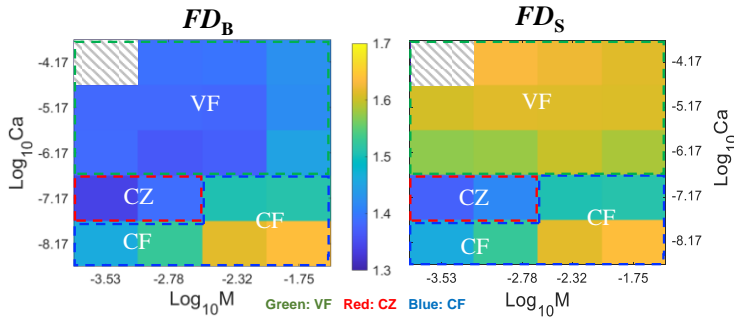 FD_B
FD_S
-4.17
-5.17
-6.17
-7.17
-8.17
Log10Ca
VF
CZ
CF
CF
-3.53
-2.78
-2.32
-1.75
Log10M
1.7
1.6
1.5
1.4
1.3
VF
CZ
CF
CF
-3.53
-2.78
-2.32
-1.75
Log10M
-4.17
-5.17
-6.17
-7.17
-8.17
Log10Ca
Green: VF Red: CZ Blue: CF